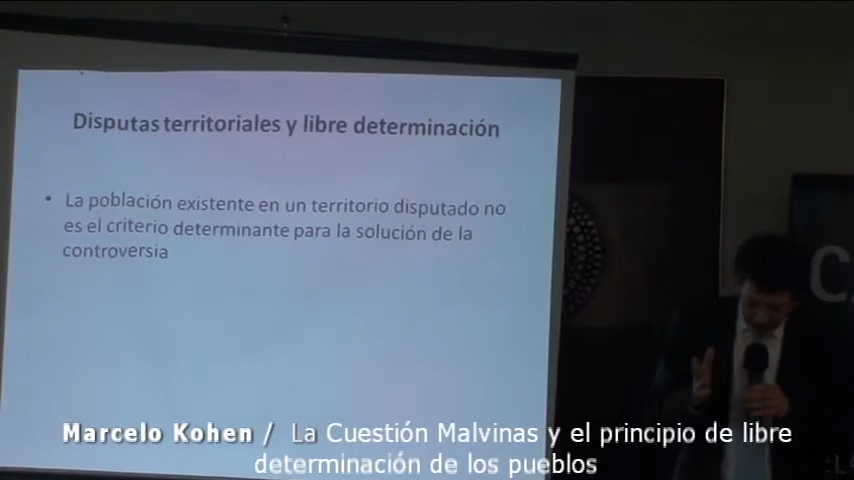 Disputas territoriales y libre determinación
• La población existente en un territorio disputado no
es el criterio determinante para la solución de la
controversia
Marcelo Kohen / La Cuestión Malvinas y el principio de libre
determinación de los pueblos